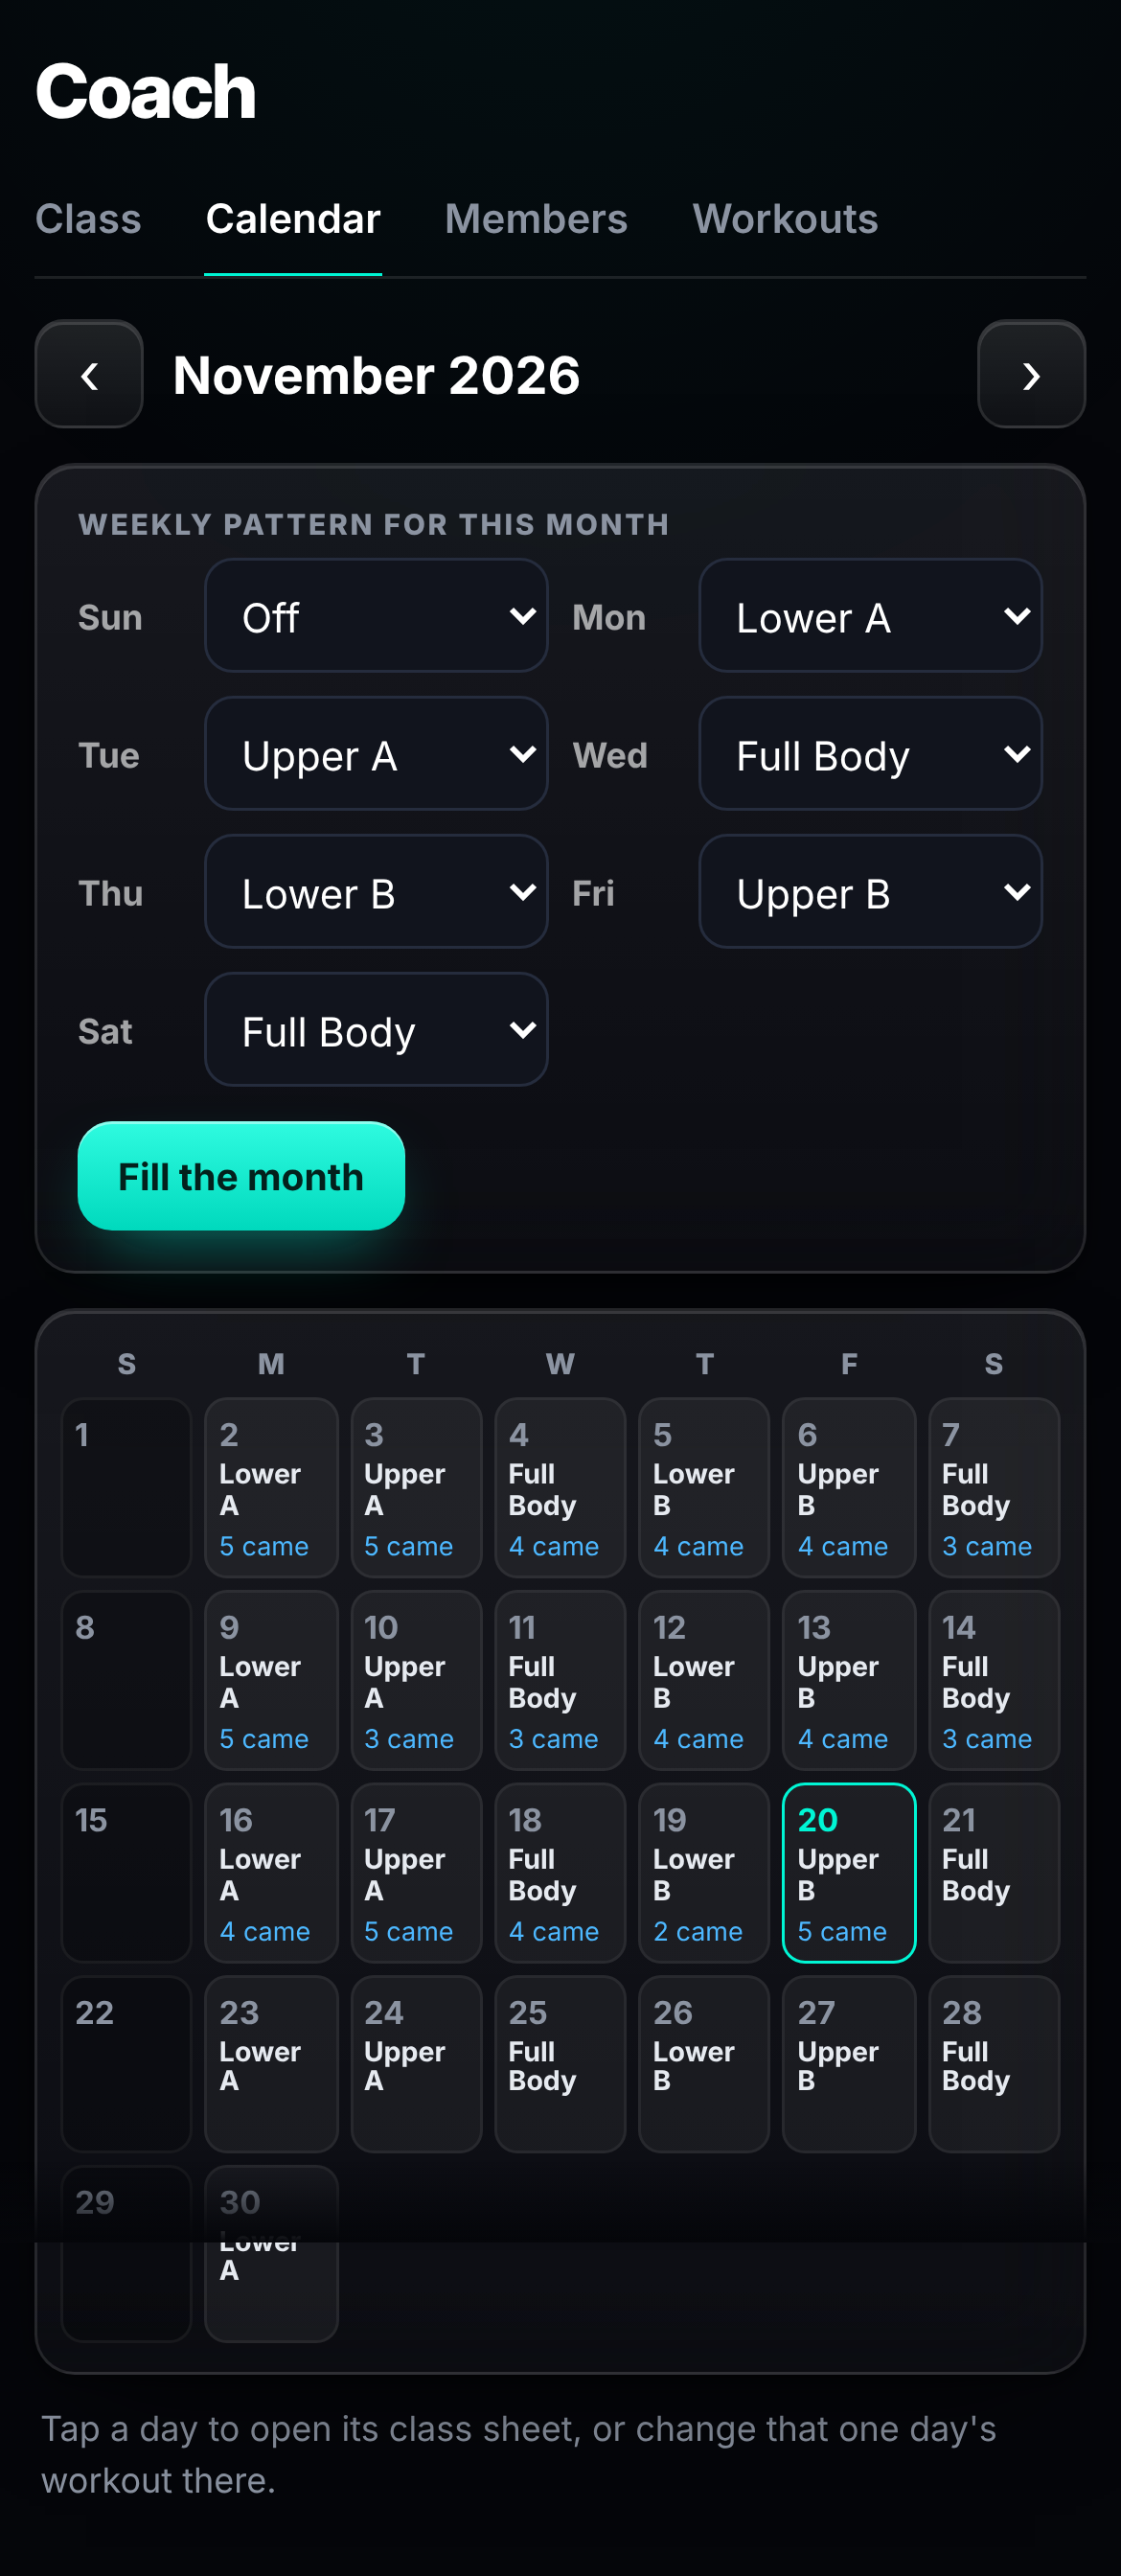 Coach
Class Calendar Members Workouts
‹ November 2026 ›
WEEKLY PATTERN FOR THIS MONTH
Sun Off Mon Lower A
Tue Upper A Wed Full Body
Thu Lower B Fri Upper B
Sat Full Body
Fill the month
S M T W T F S
1 2 3 4 5 6 7
Lower Upper Full Lower Upper Full
A A Body B B Body
5 came 5 came 4 came 4 came 4 came 3 came
8 9 10 11 12 13 14
Lower Upper Full Lower Upper Full
A A Body B B Body
5 came 3 came 3 came 4 came 4 came 3 came
15 16 17 18 19 20 21
Lower Upper Full Lower Upper Full
A A Body B B Body
4 came 5 came 4 came 2 came 5 came
22 23 24 25 26 27 28
Lower Upper Full Lower Upper Full
A A Body B B Body
29 30
Lower
A
Tap a day to open its class sheet, or change that one day's
workout there.